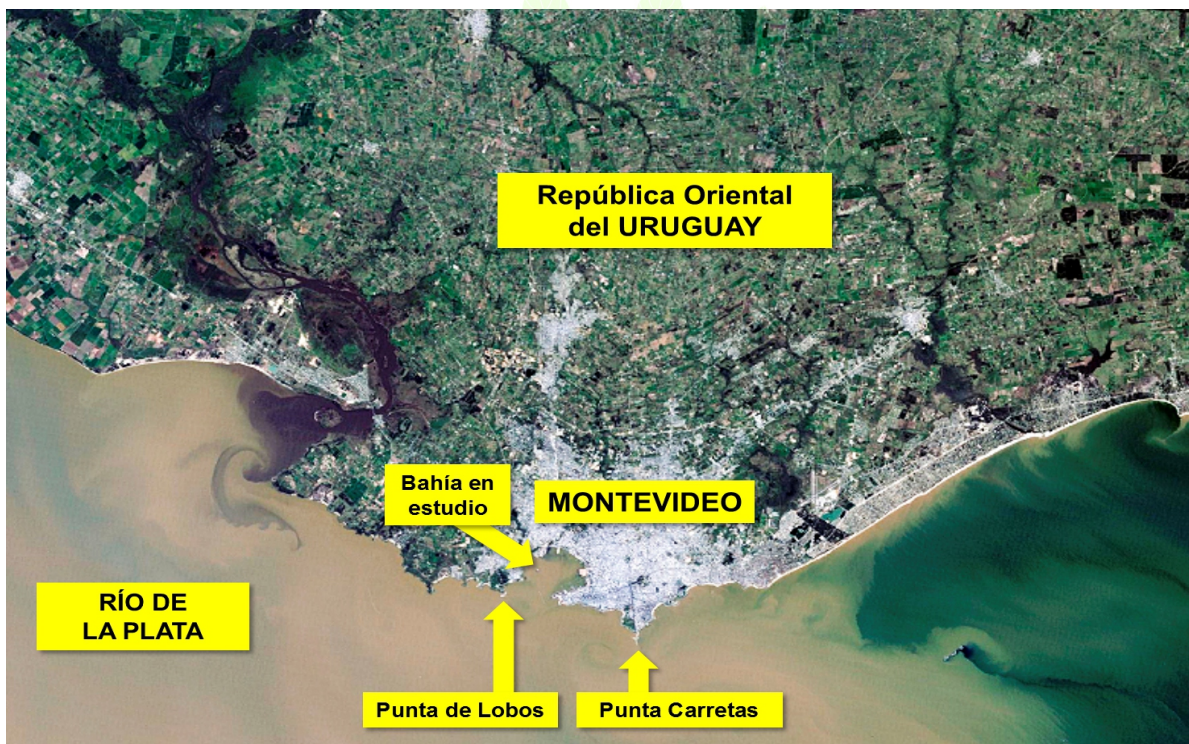 República Oriental
del URUGUAY
Bahía en
estudio
MONTEVIDEO
RÍO DE
LA PLATA
Punta de Lobos
Punta Carretas